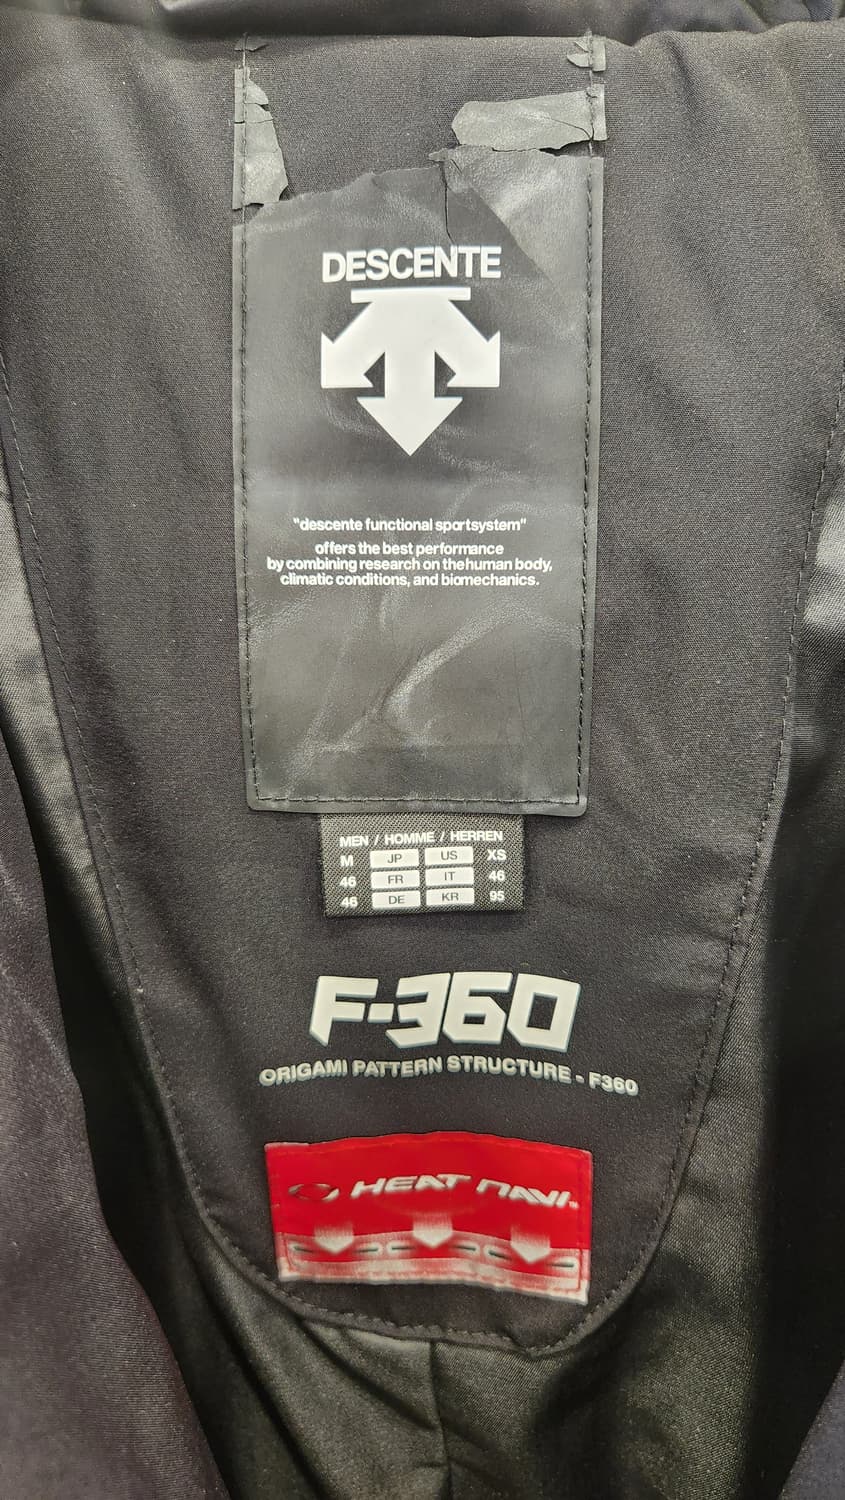 DESCENTE
"descente functional sportsystem"
offers the best performance
by combining research on thehuman body,
climatic conditions, and biomechanics.
MEN / HOMME / HERREN
M JP US XS
46 FR IT 46
46 DE KR 95
F-360
ORIGAMI PATTERN STRUCTURE - F360
HEAT NAVI™